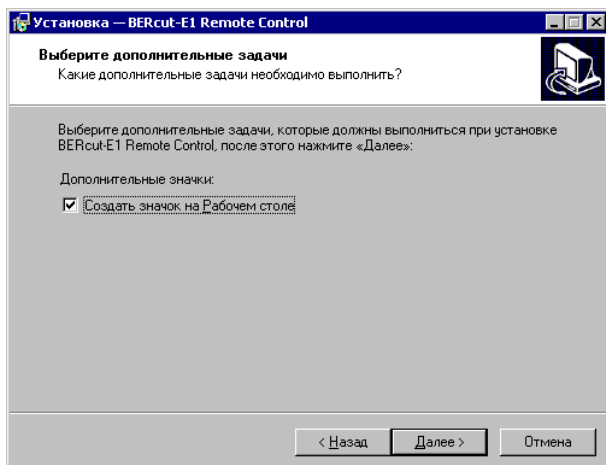 Установка — BERcut-E1 Remote Control
Выберите дополнительные задачи
Какие дополнительные задачи необходимо выполнить?
Выберите дополнительные задачи, которые должны выполниться при установке
BERcut-E1 Remote Control, после этого нажмите «Далее»:
Дополнительные значки:
Создать значок на Рабочем столе
< Назад Далее > Отмена